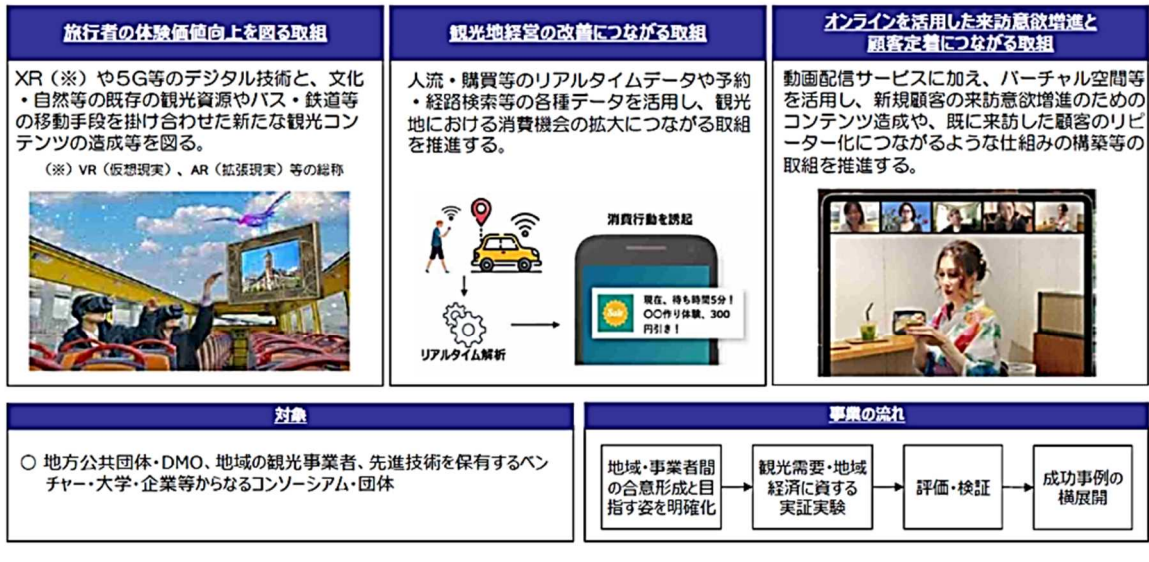 旅行者の体験価値向上を図る取組
XR（※）や5G等のデジタル技術と、文化
・自然等の既存の観光資源やバス・鉄道等
の移動手段を掛け合わせた新たな観光コン
テンツの造成等を図る。
（※）VR（仮想現実）、AR（拡張現実）等の総称
観光地経営の改善につながる取組
人流・購買等のリアルタイムデータや予約
・経路検索等の各種データを活用し、観光
地における消費機会の拡大につながる取組
を推進する。
消費行動を誘起
Sale
現在、待ち時間5分！
〇〇作り体験、300
円引き！
リアルタイム解析
オンラインを活用した来訪意欲増進と
顧客定着につながる取組
動画配信サービスに加え、バーチャル空間等
を活用し、新規顧客の来訪意欲増進のための
コンテンツ造成や、既に来訪した顧客のリピ
ーター化につながるような仕組みの構築等の
取組を推進する。
対象
○ 地方公共団体・DMO、地域の観光事業者、先進技術を保有するベン
チャー・大学・企業等からなるコンソーシアム・団体
事業の流れ
地域・事業者間
の合意形成と目
指す姿を明確化
観光需要・地域
経済に資する
実証実験
評価・検証
成功事例の
横展開